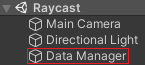 Raycast
Main Camera
Directional Light
Data Manager